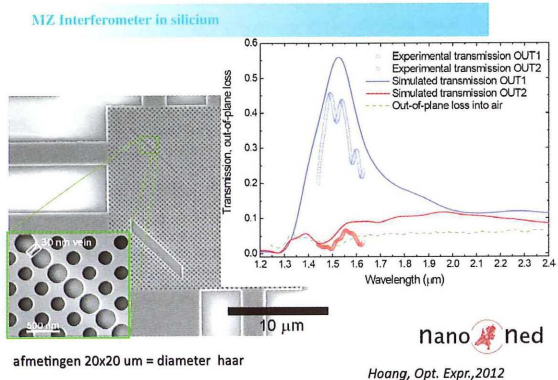 MZ Interferometer in silicium
Experimental transmission OUT1
Experimental transmission OUT2
Simulated transmission OUT1
Simulated transmission OUT2
Out-of-plane loss into air
Transmission, out-of-plane loss
0.6
0.5
0.4
0.3
0.2
0.1
0.0
1.2 1.3 1.4 1.5 1.6 1.7 1.8 1.9 2.0 2.1 2.2 2.3 2.4
Wavelength (μm)
30 nm vein
500 nm
10 μm
afmetingen 20x20 um = diameter haar
nano ned
Hoang, Opt. Expr.,2012